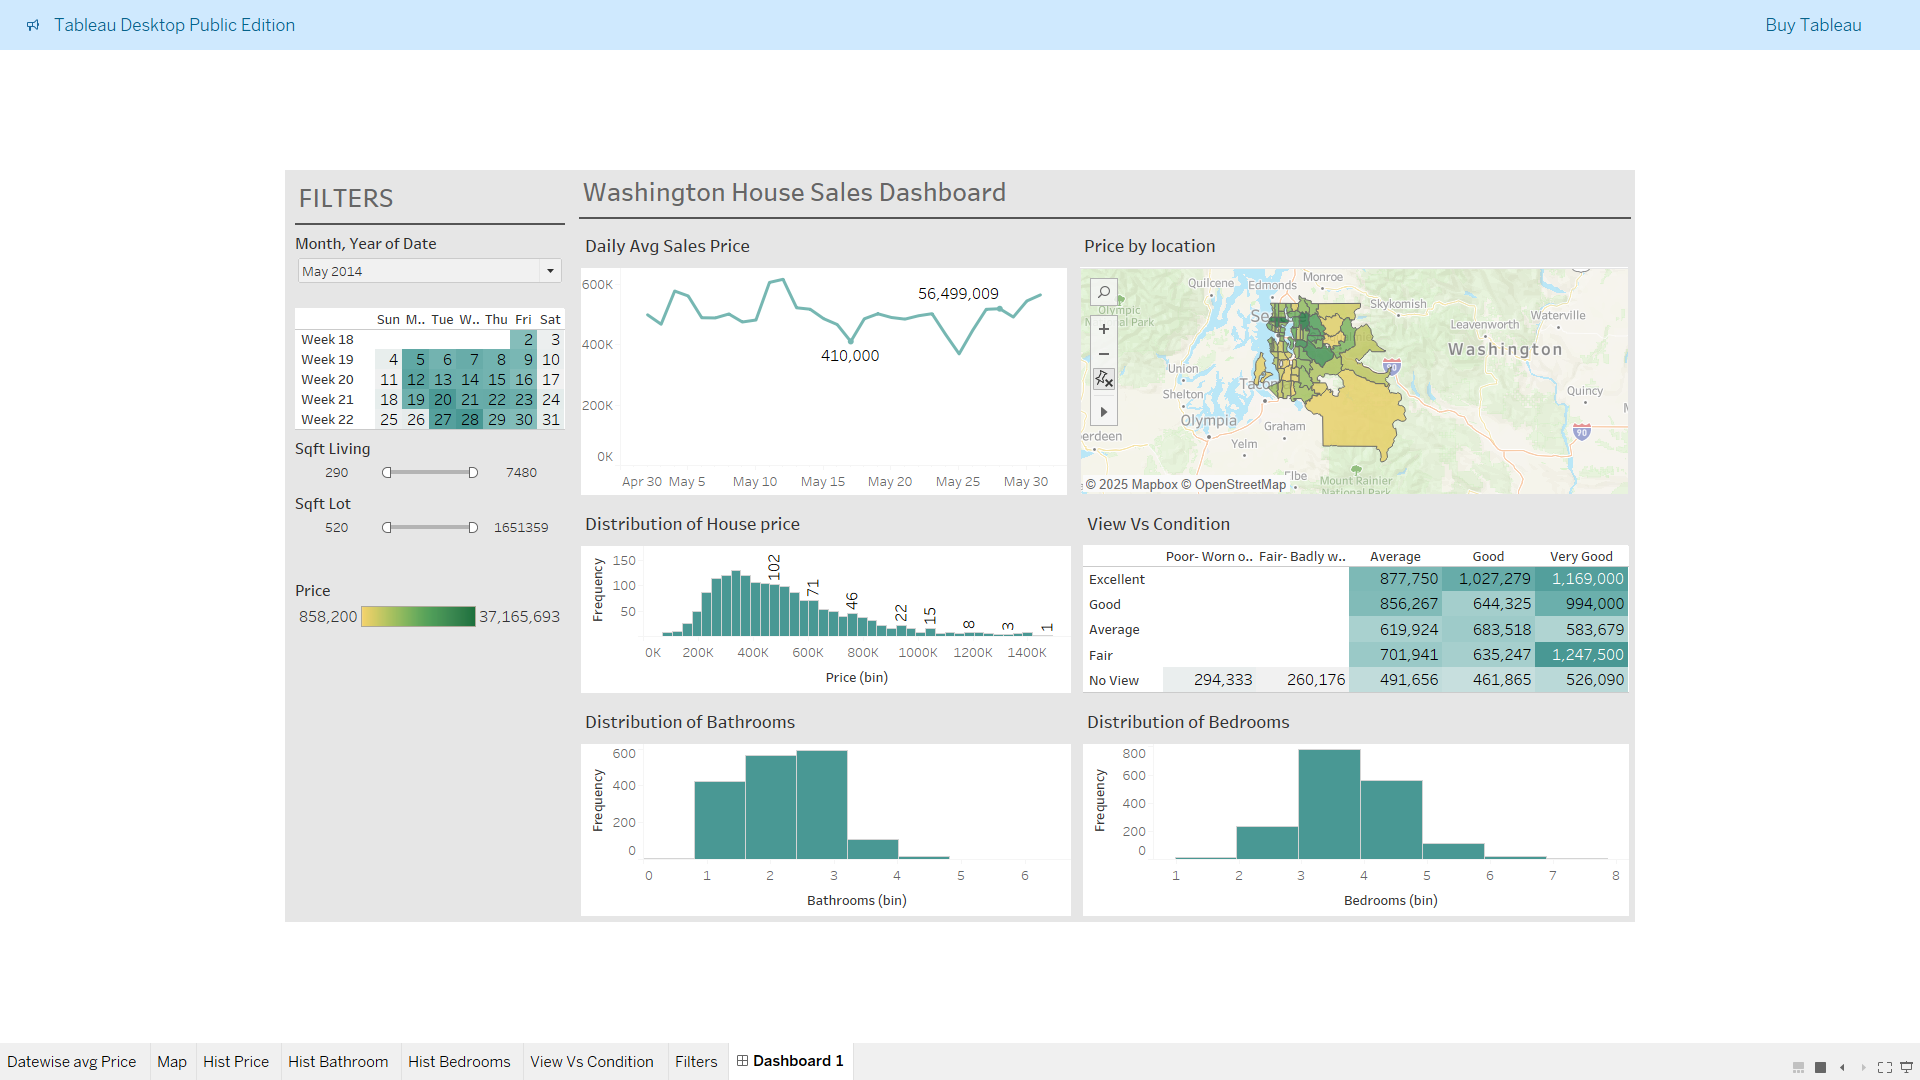 Tableau Desktop Public Edition
Buy Tableau
FILTERS
Month, Year of Date
May 2014
Sun M.. Tue W.. Thu Fri Sat
Week 18 2 3
Week 19 4 5 6 7 8 9 10
Week 20 11 12 13 14 15 16 17
Week 21 18 19 20 21 22 23 24
Week 22 25 26 27 28 29 30 31
Sqft Living
290 7480
Sqft Lot
520 1651359
Price
858,200 37,165,693
Washington House Sales Dashboard
Daily Avg Sales Price
600K
400K
200K
0K
56,499,009
410,000
Apr 30 May 5 May 10 May 15 May 20 May 25 May 30
Price by location
Monroe
Quilcene Edmonds
Skykomish
Olympic
al Park
Se
Waterville
Leavenworth
Washington
90
Union
Taco
Quincy
Shelton
Olympia
Graham
90
erdeen
Yelm
Elbe
Mount Rainier
National Park
© 2025 Mapbox © OpenStreetMap
Distribution of House price
Frequency
150
100
50
102
71
46
22
15
8
3
1
0K 200K 400K 600K 800K 1000K 1200K 1400K
Price (bin)
View Vs Condition
Poor- Worn o.. Fair- Badly w.. Average Good Very Good
Excellent 877,750 1,027,279 1,169,000
Good 856,267 644,325 994,000
Average 619,924 683,518 583,679
Fair 701,941 635,247 1,247,500
No View 294,333 260,176 491,656 461,865 526,090
Distribution of Bathrooms
Frequency
600
400
200
0
0 1 2 3 4 5 6
Bathrooms (bin)
Distribution of Bedrooms
Frequency
800
600
400
200
0
1 2 3 4 5 6 7 8
Bedrooms (bin)
Datewise avg Price Map Hist Price Hist Bathroom Hist Bedrooms View Vs Condition Filters Dashboard 1